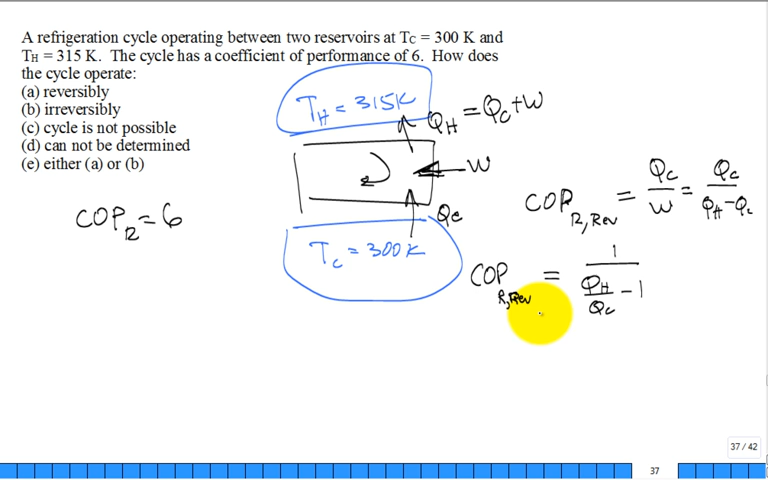 A refrigeration cycle operating between two reservoirs at TC = 300 K and
TH = 315 K. The cycle has a coefficient of performance of 6. How does
the cycle operate:
(a) reversibly
(b) irreversibly
(c) cycle is not possible
(d) can not be determined
(e) either (a) or (b)
TH = 315K
QH = QC + W
W
QC
TC = 300K
COPR = 6
COPR,Rev = QC / W = QC / QH - QC
COPR,Rev = 1 / QH/QC - 1
37 / 42
37